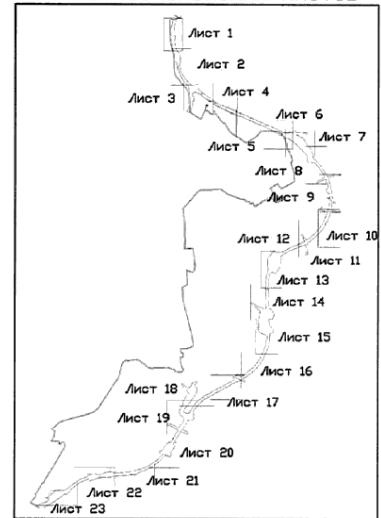 Лист 1
Лист 2
Лист 3
Лист 4
Лист 5
Лист 6
Лист 7
Лист 8
Лист 9
Лист 10
Лист 11
Лист 12
Лист 13
Лист 14
Лист 15
Лист 16
Лист 17
Лист 18
Лист 19
Лист 20
Лист 21
Лист 22
Лист 23